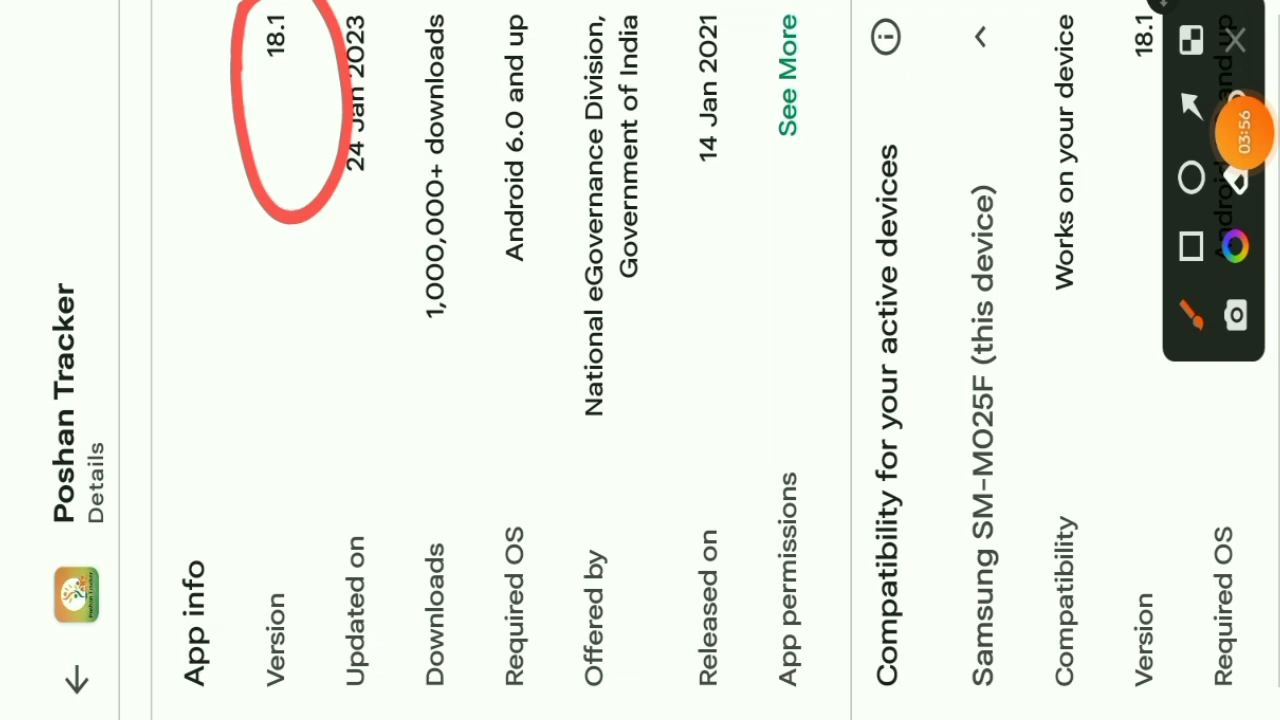 Poshan Tracker
Details
App info
Version 18.1
Updated on 24 Jan 2023
Downloads 1,000,000+ downloads
Required OS Android 6.0 and up
Offered by National eGovernance Division,
Government of India
Released on 14 Jan 2021
App permissions See More
Compatibility for your active devices
Samsung SM-M025F (this device)
Compatibility Works on your device
Version 18.1
Required OS Android and up
03:56